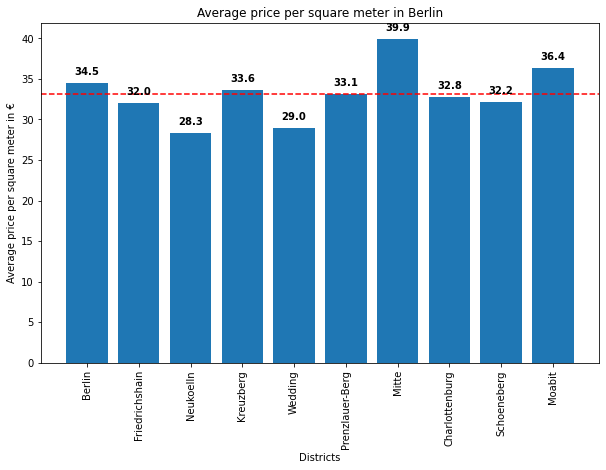 Average price per square meter in Berlin
Average price per square meter in €
40
35
30
25
20
15
10
5
0
34.5
32.0
28.3
33.6
29.0
33.1
39.9
32.8
32.2
36.4
Berlin
Friedrichshain
Neukoelln
Kreuzberg
Wedding
Prenzlauer-Berg
Mitte
Charlottenburg
Schoeneberg
Moabit
Districts